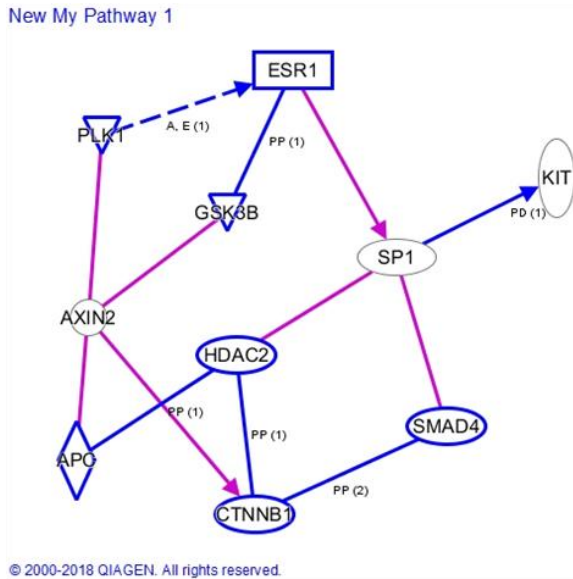 New My Pathway 1
ESR1
PLK1
A, E (1)
PP (1)
KIT
GSK3B
PD (1)
SP1
AXIN2
HDAC2
PP (1)
SMAD4
PP (1)
APC
PP (2)
CTNNB1
© 2000-2018 QIAGEN. All rights reserved.